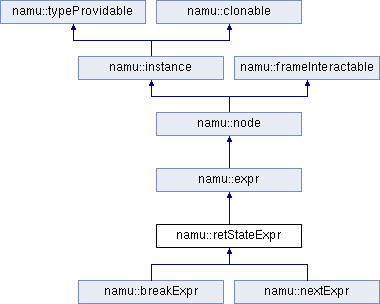 namu::typeProvidable namu::clonable
namu::instance namu::frameInteractable
namu::node
namu::expr
namu::retStateExpr
namu::breakExpr namu::nextExpr